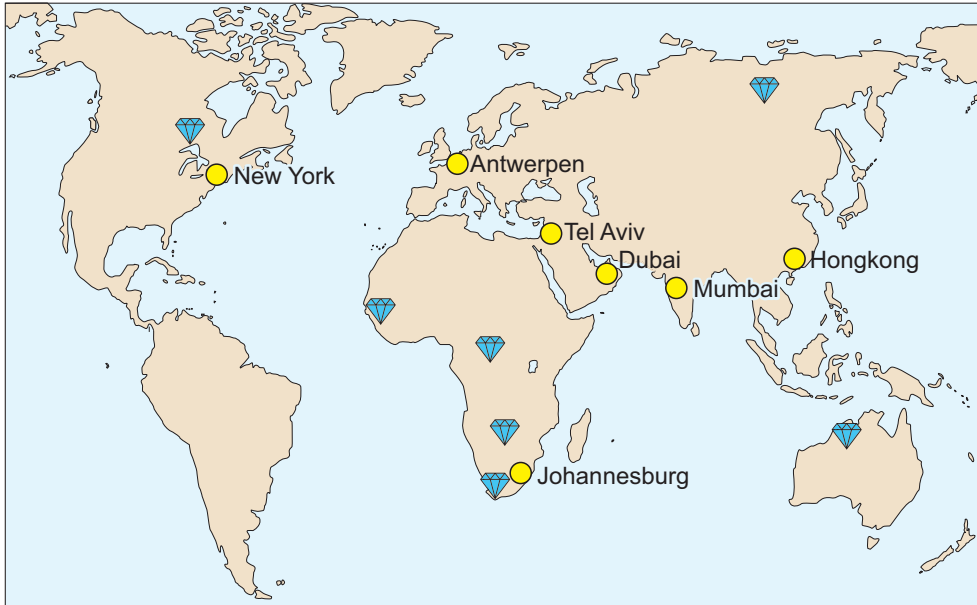 New York
Antwerpen
Tel Aviv
Dubai
Hongkong
Mumbai
Johannesburg